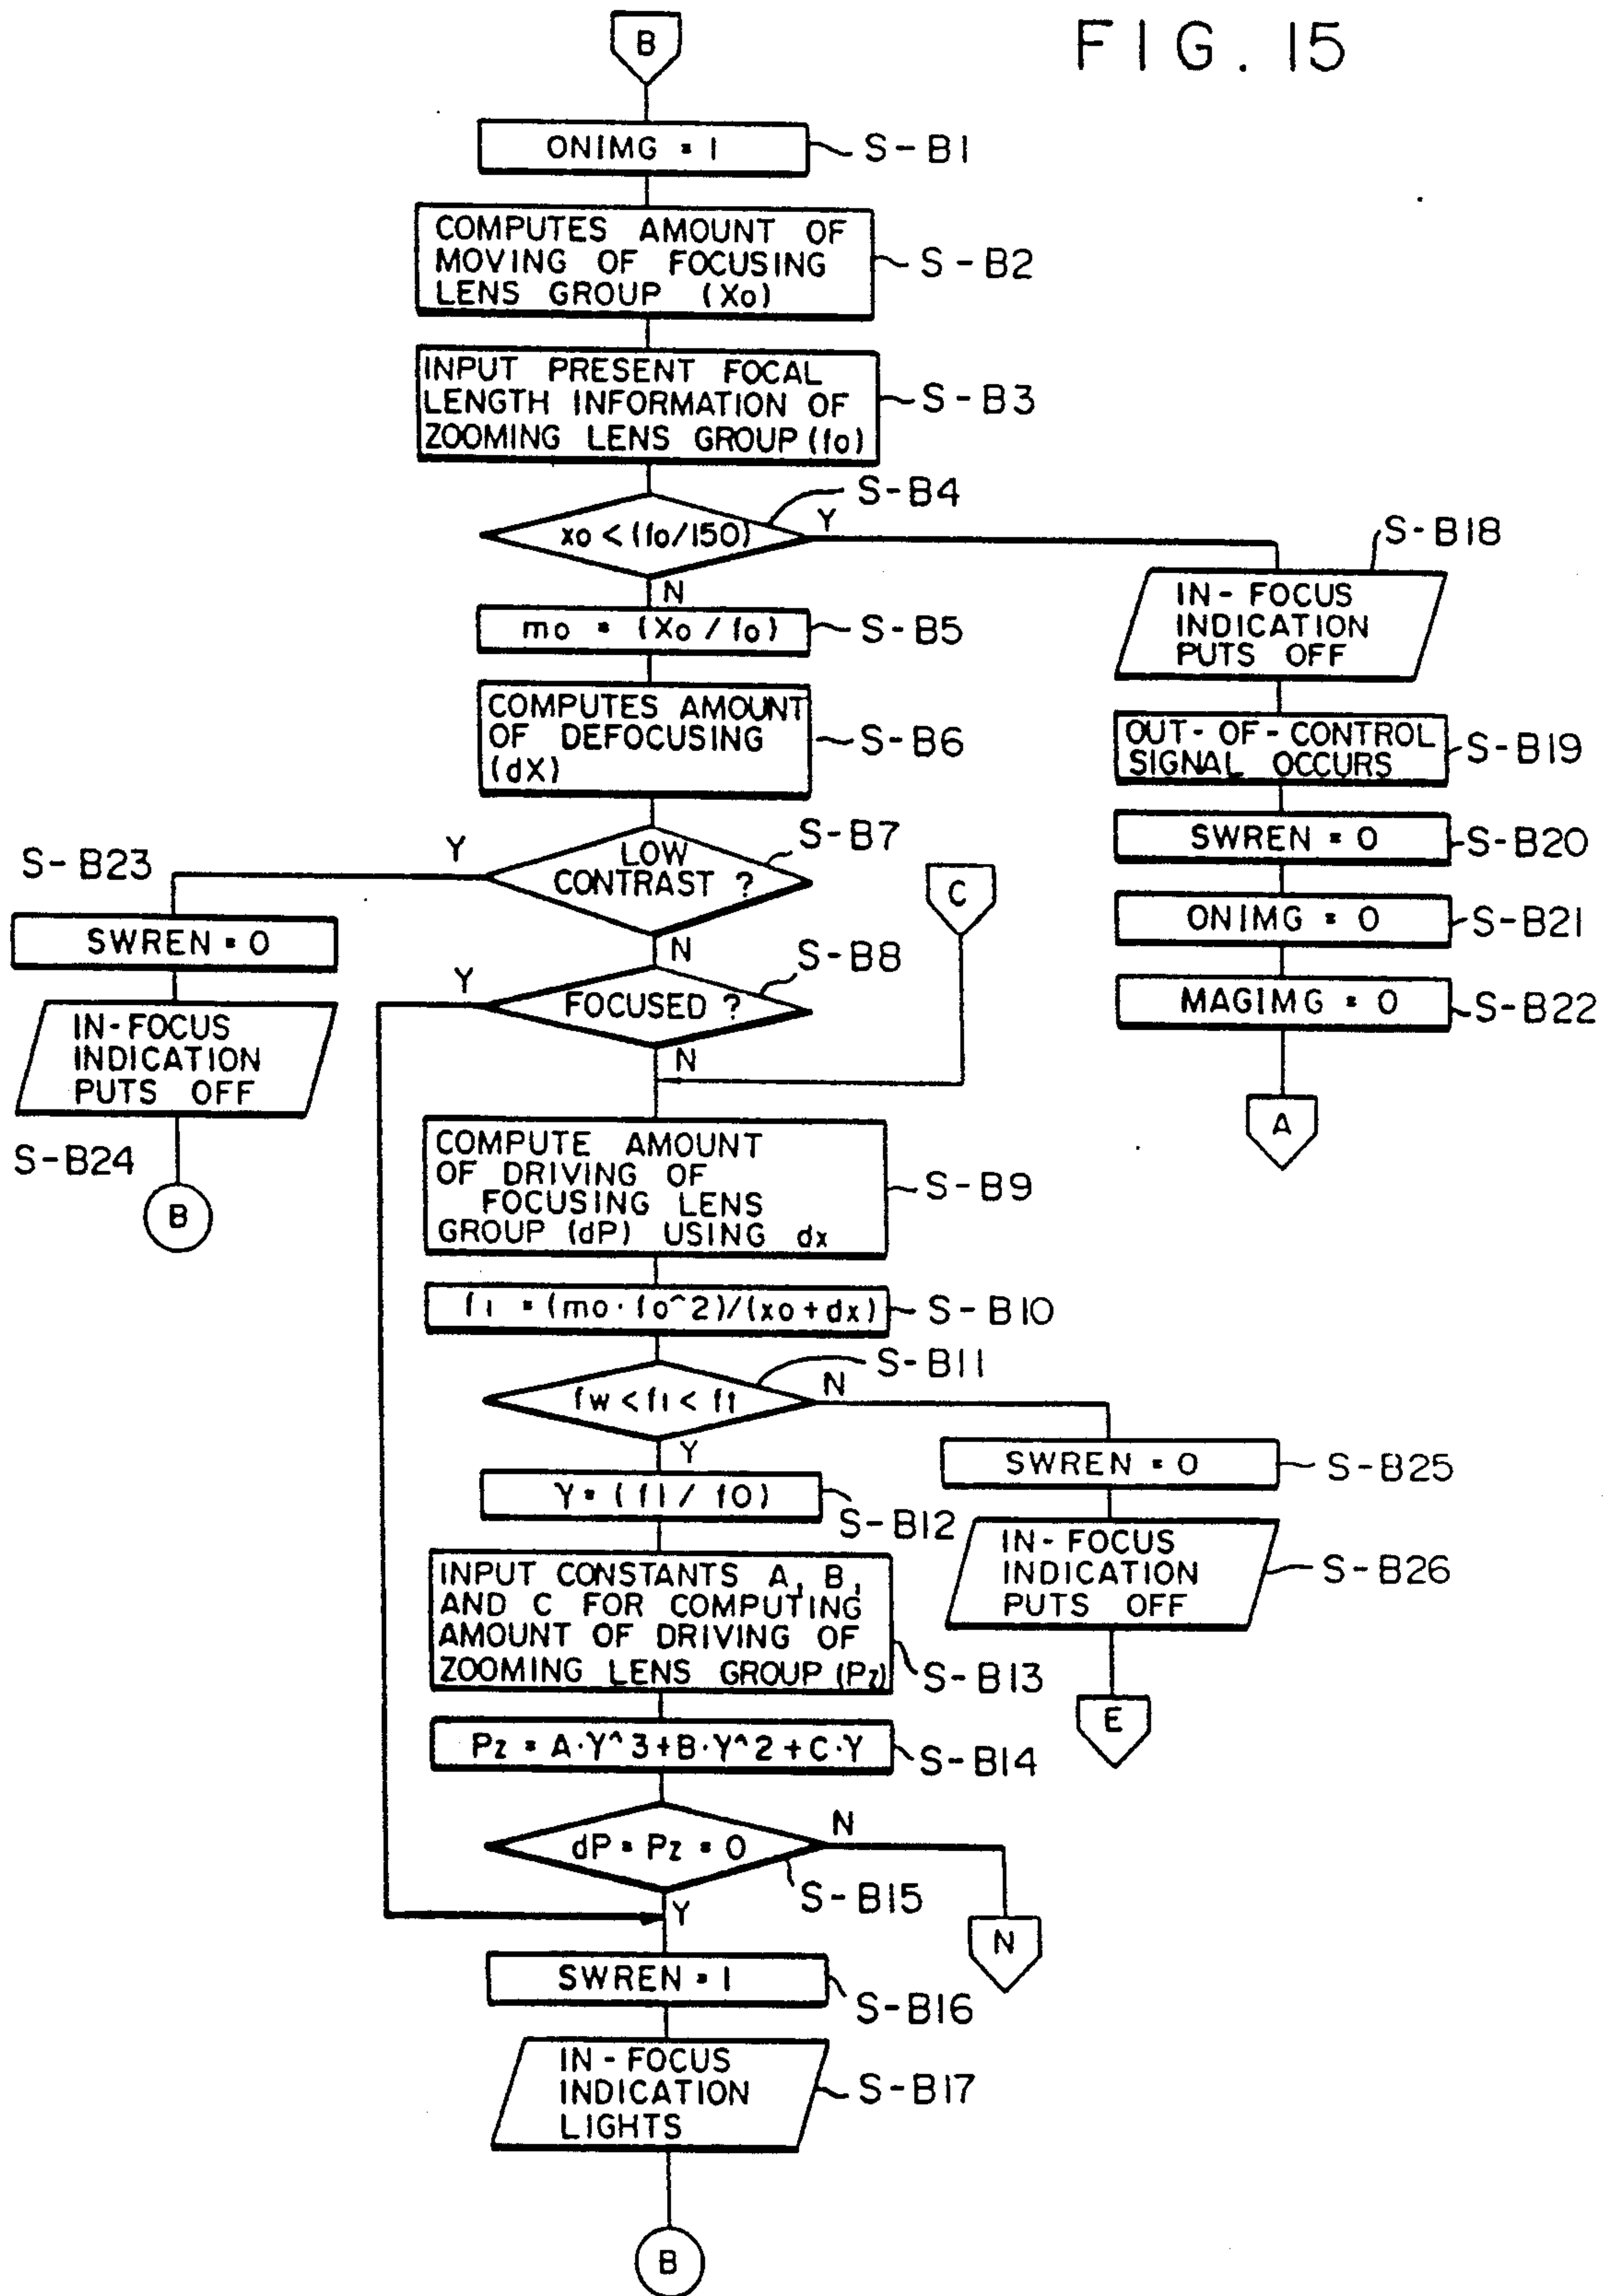 FIG. 15
B
ONIMG = 1
S-B1
COMPUTES AMOUNT OF
MOVING OF FOCUSING
LENS GROUP (Xo)
S-B2
INPUT PRESENT FOCAL
LENGTH INFORMATION OF
ZOOMING LENS GROUP (fo)
S-B3
S-B4
xo < (fo/150)
Y
N
mo = (Xo / fo)
S-B5
COMPUTES AMOUNT
OF DEFOCUSING
(dX)
S-B6
S-B7
LOW
CONTRAST ?
Y
N
S-B8
FOCUSED ?
Y
N
C
COMPUTE AMOUNT
OF DRIVING OF
FOCUSING LENS
GROUP (dP) USING dx
S-B9
f1 = (mo·fo^2)/(xo+dx)
S-B10
S-B11
fw < f1 < ft
N
Y
Y = (f1 / f0)
S-B12
INPUT CONSTANTS A, B,
AND C FOR COMPUTING
AMOUNT OF DRIVING OF
ZOOMING LENS GROUP (Pz)
S-B13
Pz = A·Y^3+B·Y^2+C·Y
S-B14
dP = Pz = 0
N
S-B15
Y
N
SWREN = 1
S-B16
IN-FOCUS
INDICATION
LIGHTS
S-B17
B
S-B18
IN-FOCUS
INDICATION
PUTS OFF
OUT-OF-CONTROL
SIGNAL OCCURS
S-B19
SWREN = 0
S-B20
ONIMG = 0
S-B21
MAGIMG = 0
S-B22
A
S-B23
SWREN = 0
IN-FOCUS
INDICATION
PUTS OFF
S-B24
B
SWREN = 0
S-B25
IN-FOCUS
INDICATION
PUTS OFF
S-B26
E